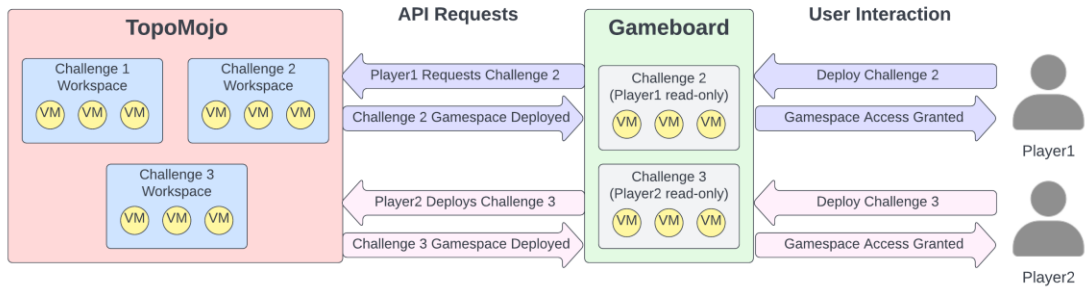 TopoMojo
API Requests
Gameboard
User Interaction
Challenge 1
Workspace
VM VM VM
Challenge 2
Workspace
VM VM VM
Challenge 3
Workspace
VM VM VM
Player1 Requests Challenge 2
Challenge 2 Gamespace Deployed
Player2 Deploys Challenge 3
Challenge 3 Gamespace Deployed
Challenge 2
(Player1 read-only)
VM VM VM
Challenge 3
(Player2 read-only)
VM VM VM
Deploy Challenge 2
Gamespace Access Granted
Deploy Challenge 3
Gamespace Access Granted
Player1
Player2